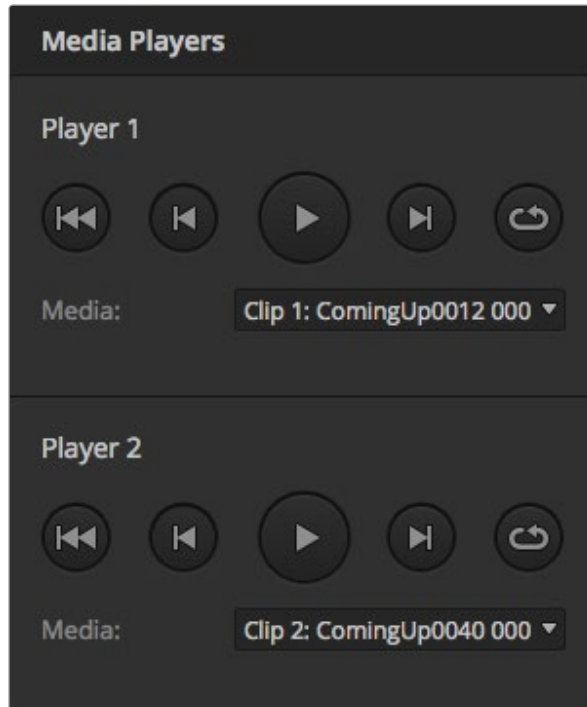 Media Players
Player 1
Media: Clip 1: ComingUp0012 000
Player 2
Media: Clip 2: ComingUp0040 000